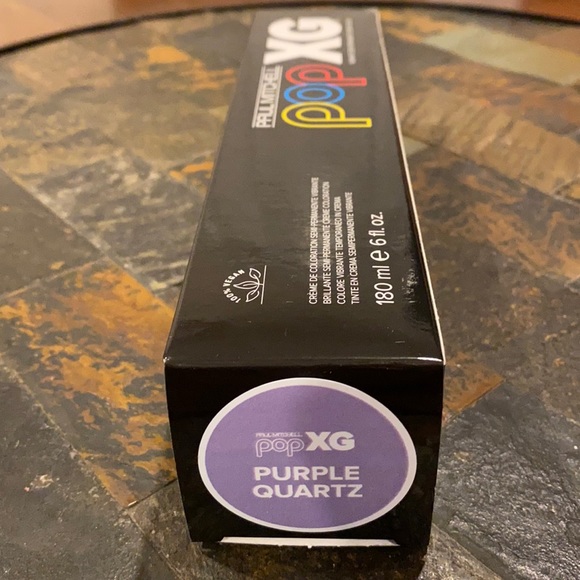 PAUL MITCHELL
pop XG
CRÈME DE COLORATION SEMI-PERMANENTE VIBRANTE
BRILLANTE SEMI-PERMANENTE CREME COLORATION
COLORE VIBRANTE TEMPORANEO IN CREMA
TINTE EN CREMA SEMIPERMANENTE VIBRANTE
180 ml e 6 fl. oz.
100% VEGAN
PAUL MITCHELL
pop XG
PURPLE
QUARTZ